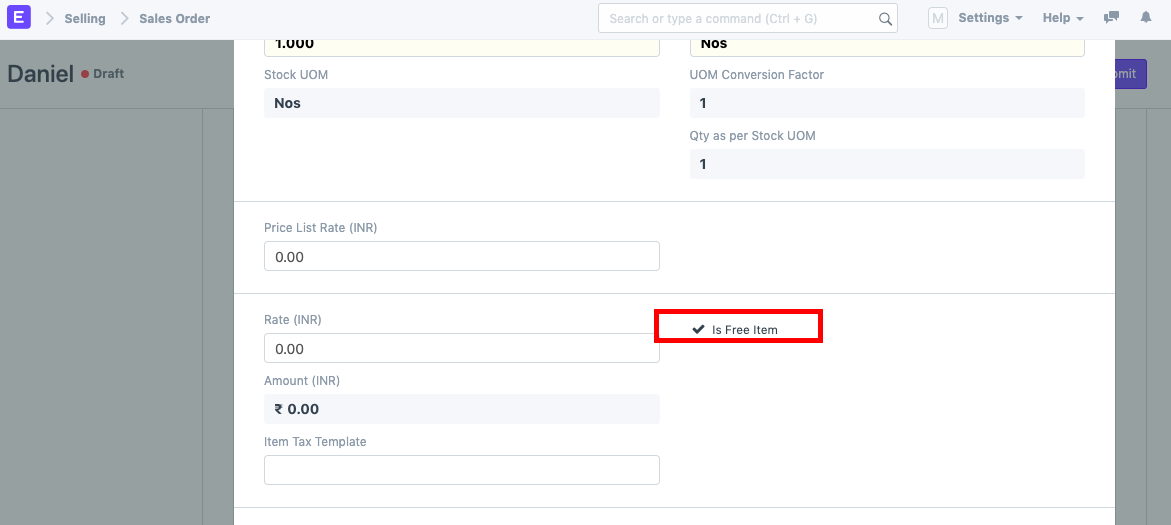 E Selling Sales Order Search or type a command (Ctrl + G) M Settings Help
1.000 Nos
Daniel Draft mit
Stock UOM UOM Conversion Factor
Nos 1
Qty as per Stock UOM
1
Price List Rate (INR)
0.00
Rate (INR) Is Free Item
0.00
Amount (INR)
₹ 0.00
Item Tax Template